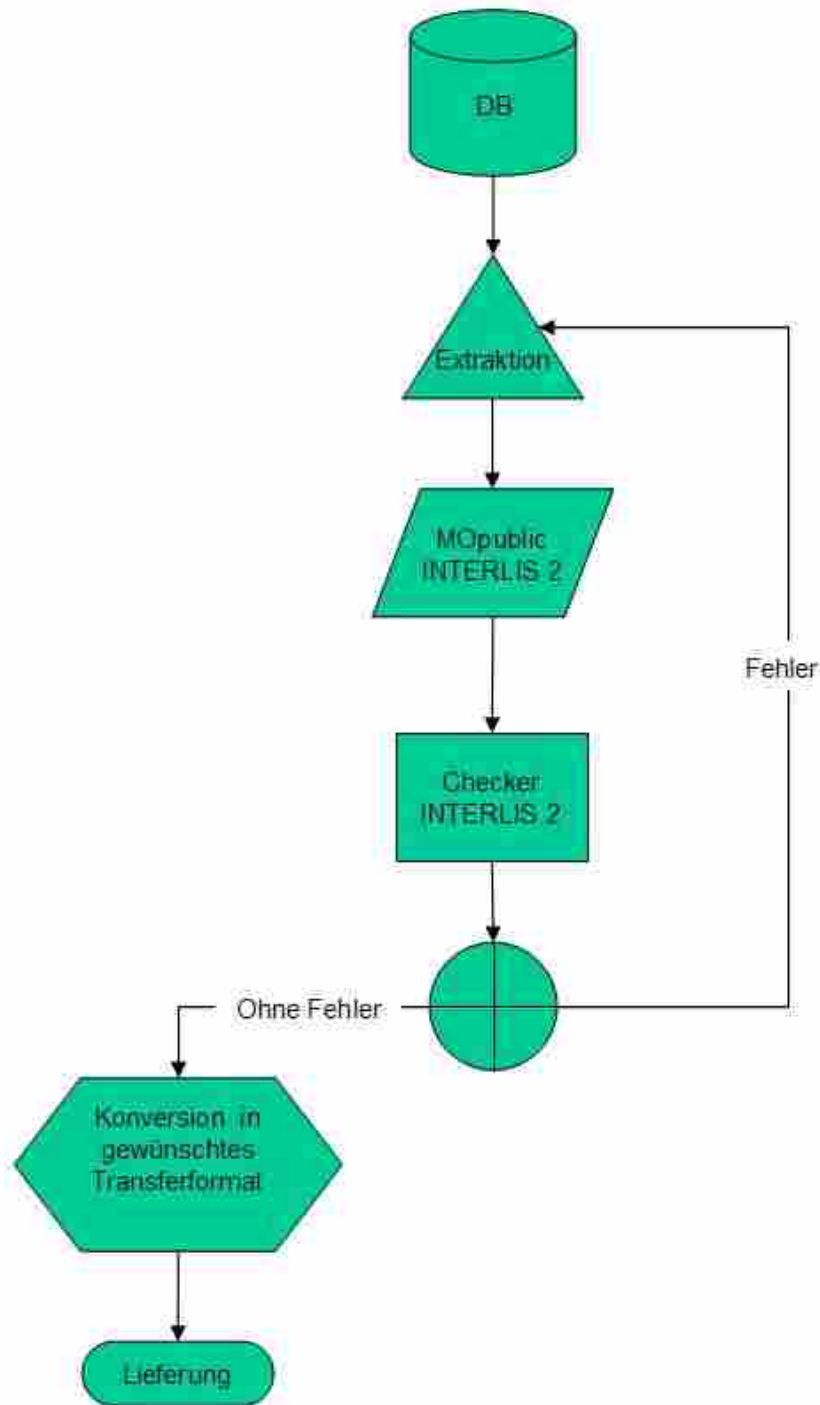 DB
Extraktion
MOpublic
INTERLIS 2
Fehler
Checker
INTERLIS 2
Ohne Fehler
Konversion in
gewünschtes
Transferformat
Lieferung